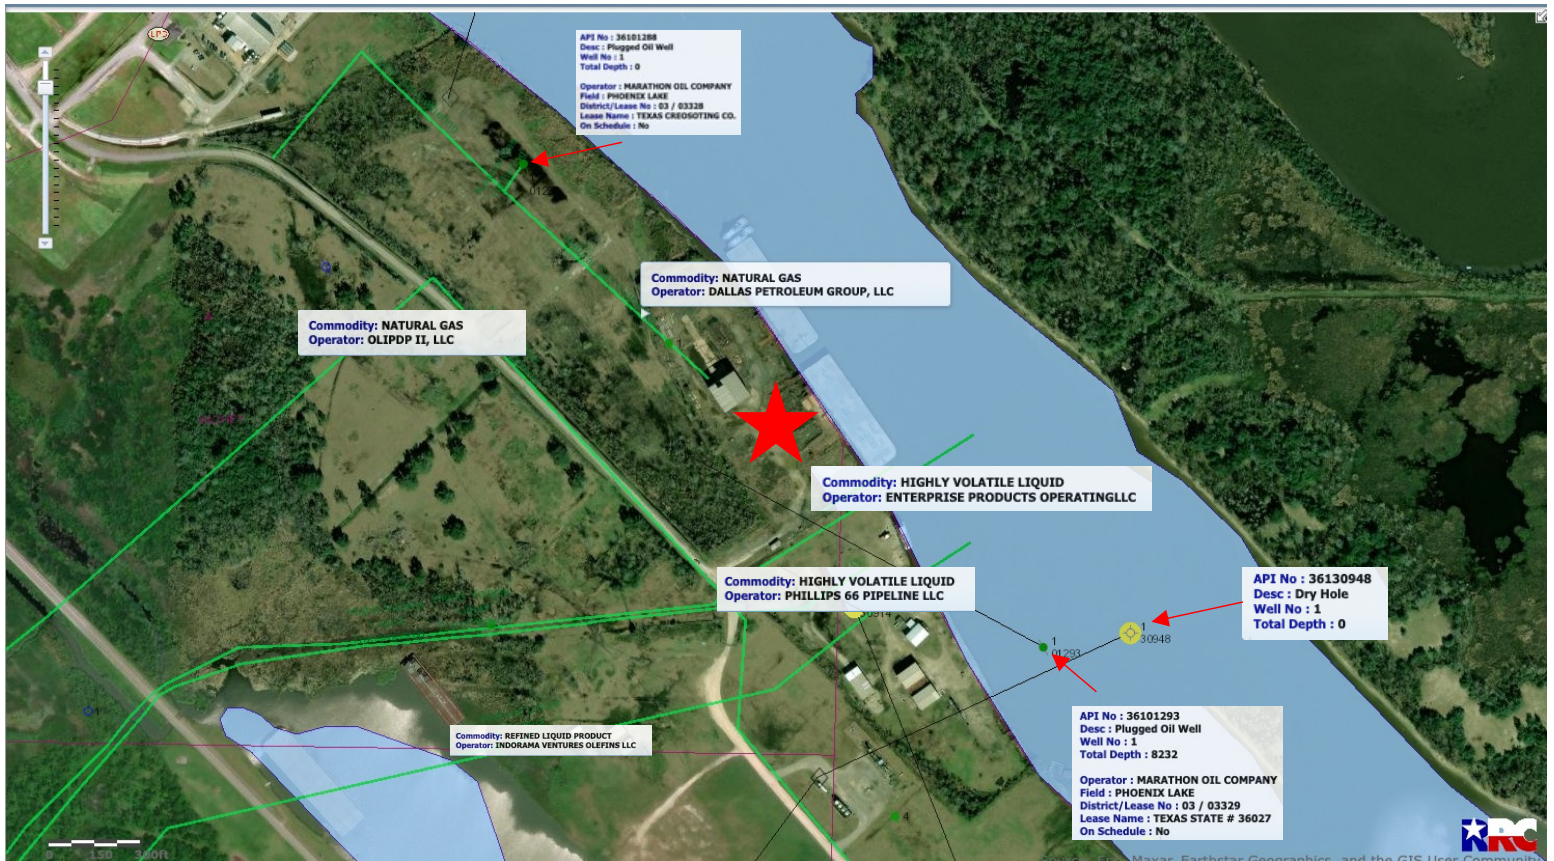 API No : 36101288
Desc : Plugged Oil Well
Well No : 1
Total Depth : 0
Operator : MARATHON OIL COMPANY
Field : PHOENIX LAKE
District/Lease No : 03 / 03328
Lease Name : TEXAS CREOSOTING CO.
On Schedule : No
Commodity: NATURAL GAS
Operator: DALLAS PETROLEUM GROUP, LLC
Commodity: NATURAL GAS
Operator: OLIPDP II, LLC
1
Commodity: HIGHLY VOLATILE LIQUID
Operator: ENTERPRISE PRODUCTS OPERATINGLLC
Commodity: HIGHLY VOLATILE LIQUID
Operator: PHILLIPS 66 PIPELINE LLC
API No : 36130948
Desc : Dry Hole
Well No : 1
Total Depth : 0
1
30948
1
01293
Commodity: REFINED LIQUID PRODUCT
Operator: INDORAMA VENTURES OLEFINS LLC
API No : 36101293
Desc : Plugged Oil Well
Well No : 1
Total Depth : 8232
Operator : MARATHON OIL COMPANY
Field : PHOENIX LAKE
District/Lease No : 03 / 03329
Lease Name : TEXAS STATE # 36027
On Schedule : No
4
0 150 300ft
RRC
Maxar, Earthstar Geographics, and the GIS User Community